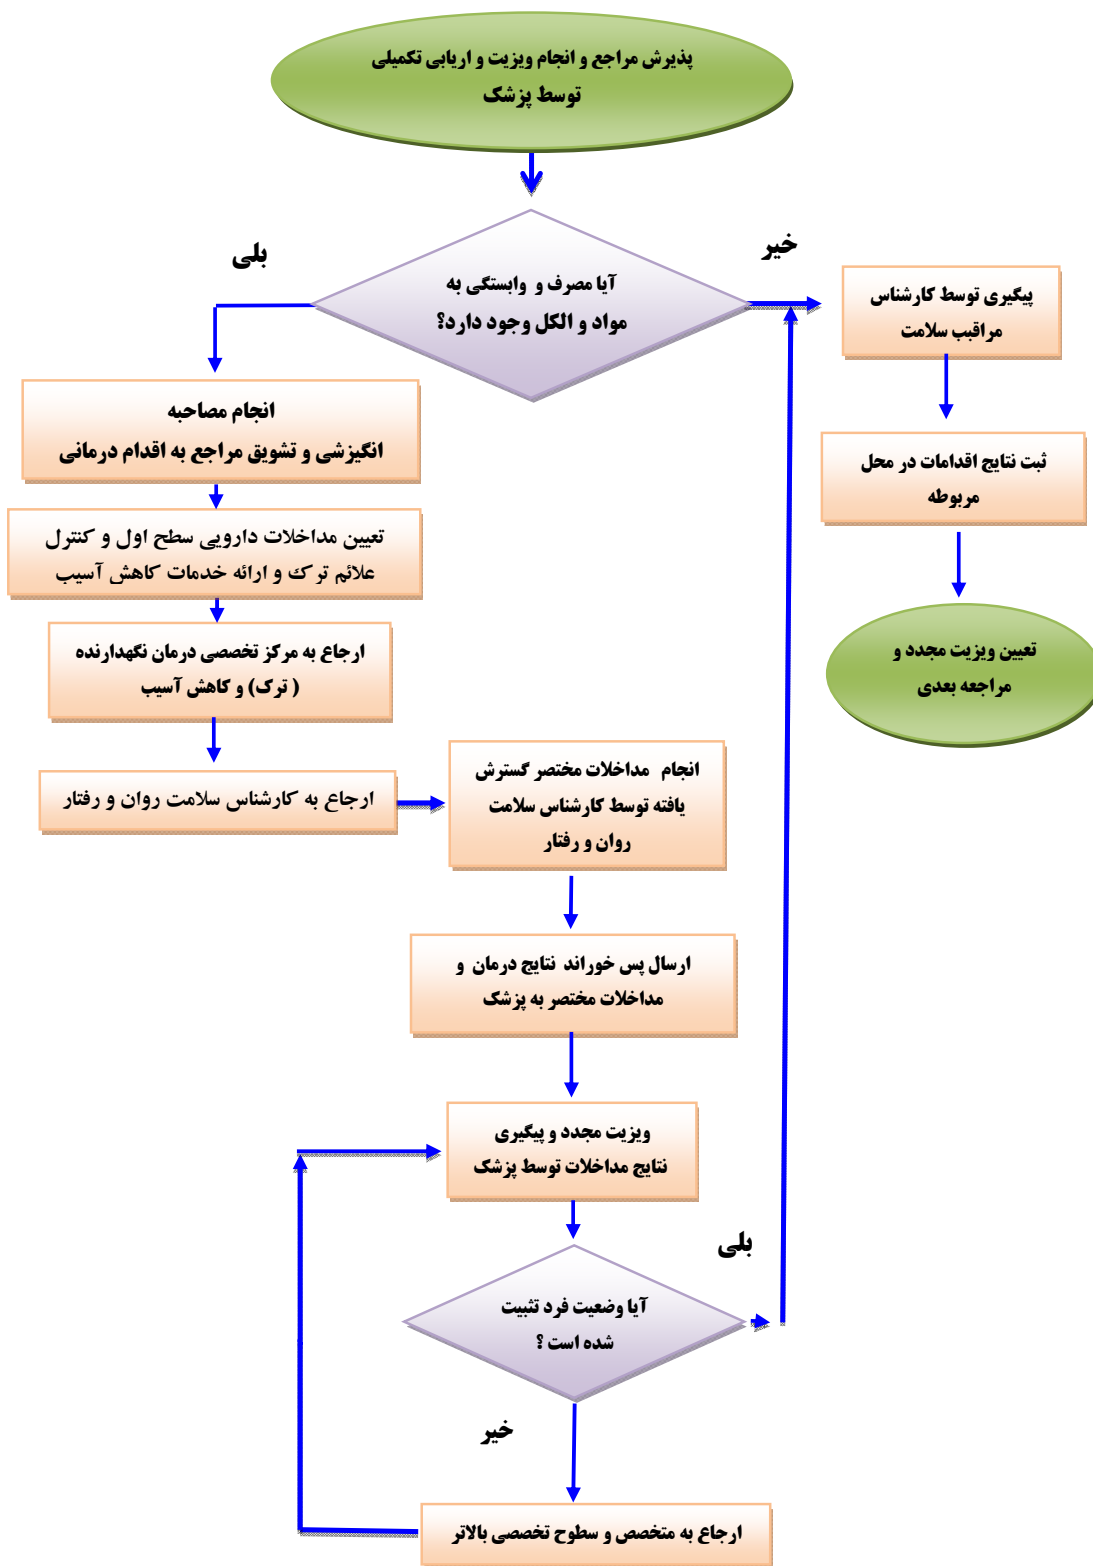 پذیرش مراجع و انجام ویزیت و اریابی تکمیلی
توسط پزشک
خیر
بلی
آیا مصرف و وابستگی به
مواد و الکل وجود دارد؟
پیگیری توسط کارشناس
مراقبب سلامت
انجام مصاحبه
انگیزشی و تشویق مراجع به اقدام درمانی
ثبت نتایج اقدامات در محل
مربوطه
تعیین مداخلات دارویی سطح اول و کنترل
علائم ترک و ارائه خدمات کاهش آسیب
ارجاع به مرکز تخصصی درمان نگهدارنده
( ترک) و کاهش آسیب
تعیین ویزیت مجدد و
مراجعه بعدی
ارجاع به کارشناس سلامت روان و رفتار
انجام مداخلات مختصر گسترش
یافته توسط کارشناس سلامت
روان و رفتار
ارسال پس خوراند نتایج درمان و
مداخلات مختصر به پزشک
ویزیت مجدد و پیگیری
نتایج مداخلات توسط پزشک
بلی
آیا وضعیت فرد تثبیت
شده است ؟
خیر
ارجاع به متخصص و سطوح تخصصی بالاتر